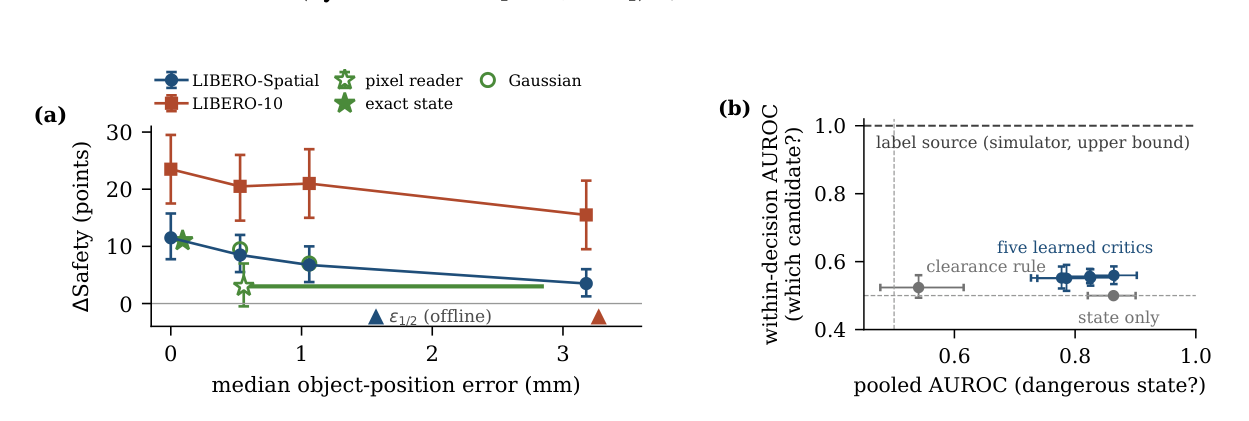 LIBERO-Spatial
pixel reader
Gaussian
LIBERO-10
exact state
(a)
ΔSafety (points)
30
20
10
0
ε1/2 (offline)
0
1
2
3
median object-position error (mm)
(b)
within-decision AUROC
(which candidate?)
1.0
0.8
0.6
0.4
label source (simulator, upper bound)
five learned critics
clearance rule
state only
0.6
0.8
1.0
pooled AUROC (dangerous state?)